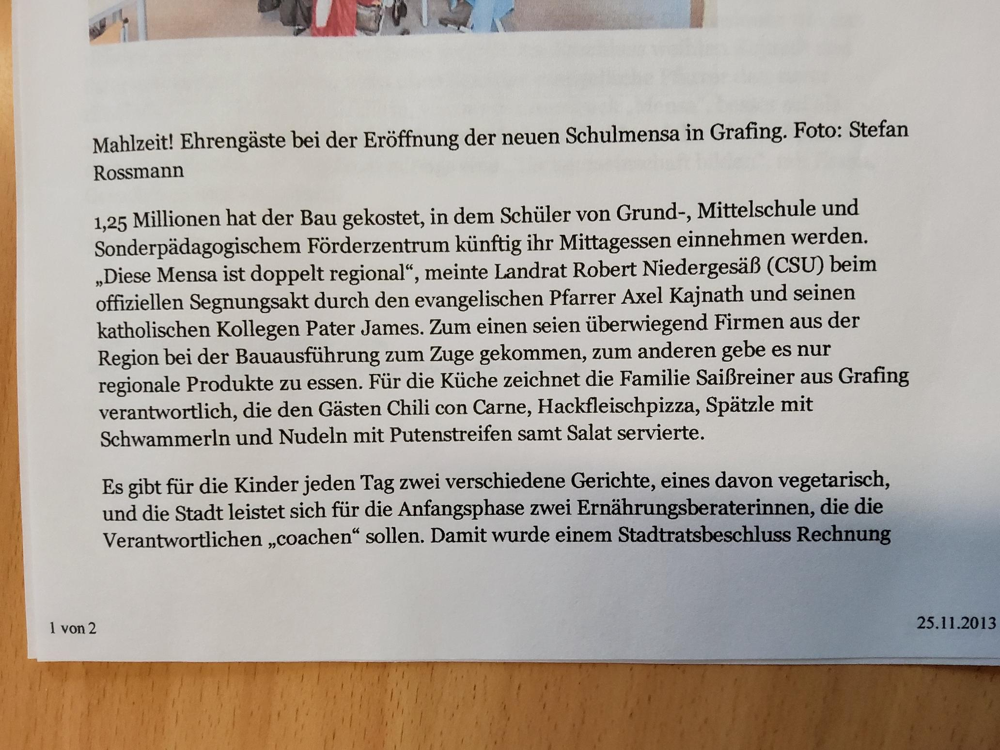 Mahlzeit! Ehrengäste bei der Eröffnung der neuen Schulmensa in Grafing. Foto: Stefan
Rossmann
1,25 Millionen hat der Bau gekostet, in dem Schüler von Grund-, Mittelschule und
Sonderpädagogischem Förderzentrum künftig ihr Mittagessen einnehmen werden.
„Diese Mensa ist doppelt regional“, meinte Landrat Robert Niedergesäß (CSU) beim
offiziellen Segnungsakt durch den evangelischen Pfarrer Axel Kajnath und seinen
katholischen Kollegen Pater James. Zum einen seien überwiegend Firmen aus der
Region bei der Bauausführung zum Zuge gekommen, zum anderen gebe es nur
regionale Produkte zu essen. Für die Küche zeichnet die Familie Saißreiner aus Grafing
verantwortlich, die den Gästen Chili con Carne, Hackfleischpizza, Spätzle mit
Schwammerln und Nudeln mit Putenstreifen samt Salat servierte.
Es gibt für die Kinder jeden Tag zwei verschiedene Gerichte, eines davon vegetarisch,
und die Stadt leistet sich für die Anfangsphase zwei Ernährungsberaterinnen, die die
Verantwortlichen „coachen“ sollen. Damit wurde einem Stadtratsbeschluss Rechnung
1 von 2
25.11.2013